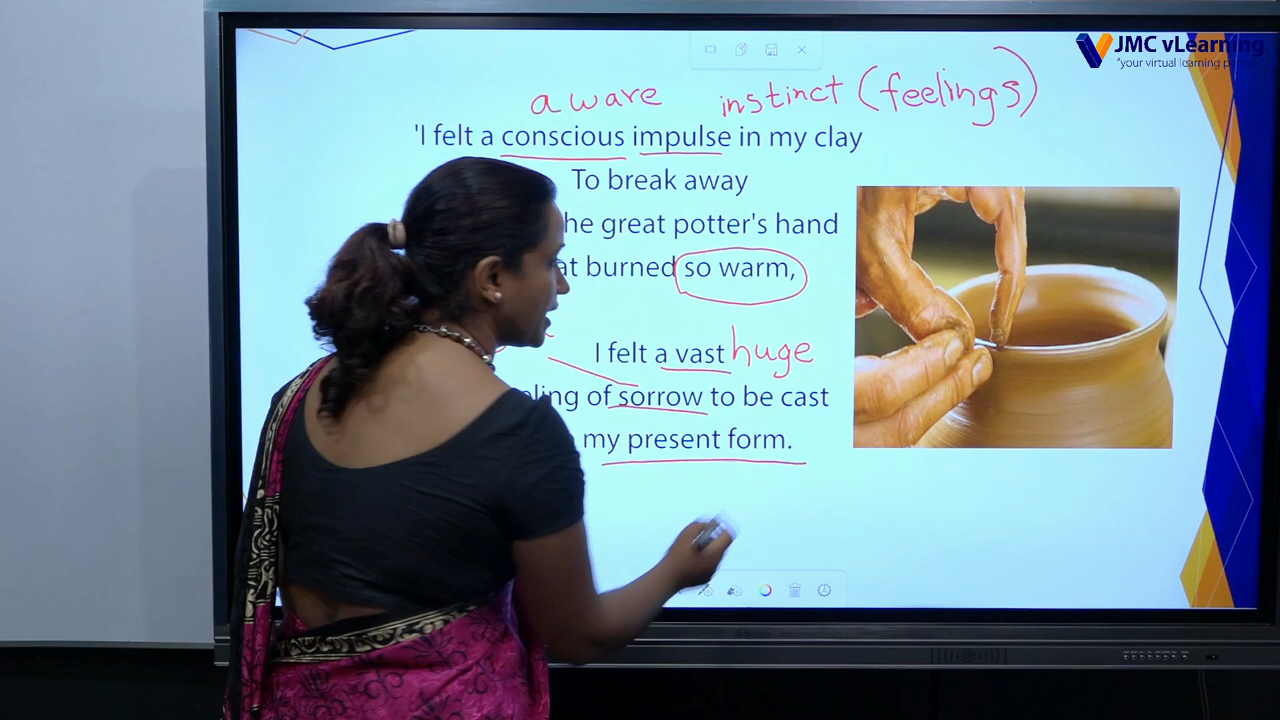 JMC vLearning
"your virtual learning
aware instinct (feelings)
'I felt a conscious impulse in my clay
To break away
he great potter's hand
at burned so warm,
I felt a vast huge
ling of sorrow to be cast
my present form.